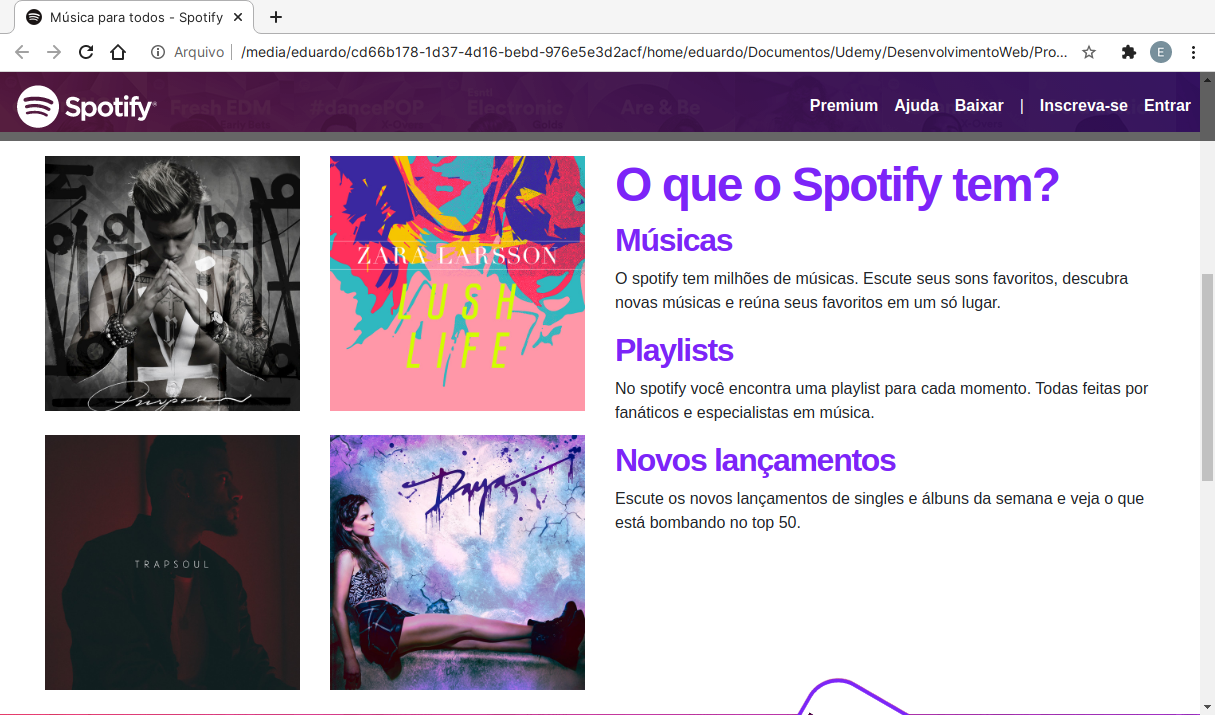 Música para todos - Spotify
Arquivo | /media/eduardo/cd66b178-1d37-4d16-bebd-976e5e3d2acf/home/eduardo/Documentos/Udemy/DesenvolvimentoWeb/Pro...
E
Spotify
Fresh EDM #dancePOP Electronic Are & Be
Premium Ajuda Baixar | Inscreva-se Entrar
Purpose
ZARA LARSSON
LUSH
LIFE
TRAPSOUL
Daya
O que o Spotify tem?
Músicas
O spotify tem milhões de músicas. Escute seus sons favoritos, descubra
novas músicas e reúna seus favoritos em um só lugar.
Playlists
No spotify você encontra uma playlist para cada momento. Todas feitas por
fanáticos e especialistas em música.
Novos lançamentos
Escute os novos lançamentos de singles e álbuns da semana e veja o que
está bombando no top 50.